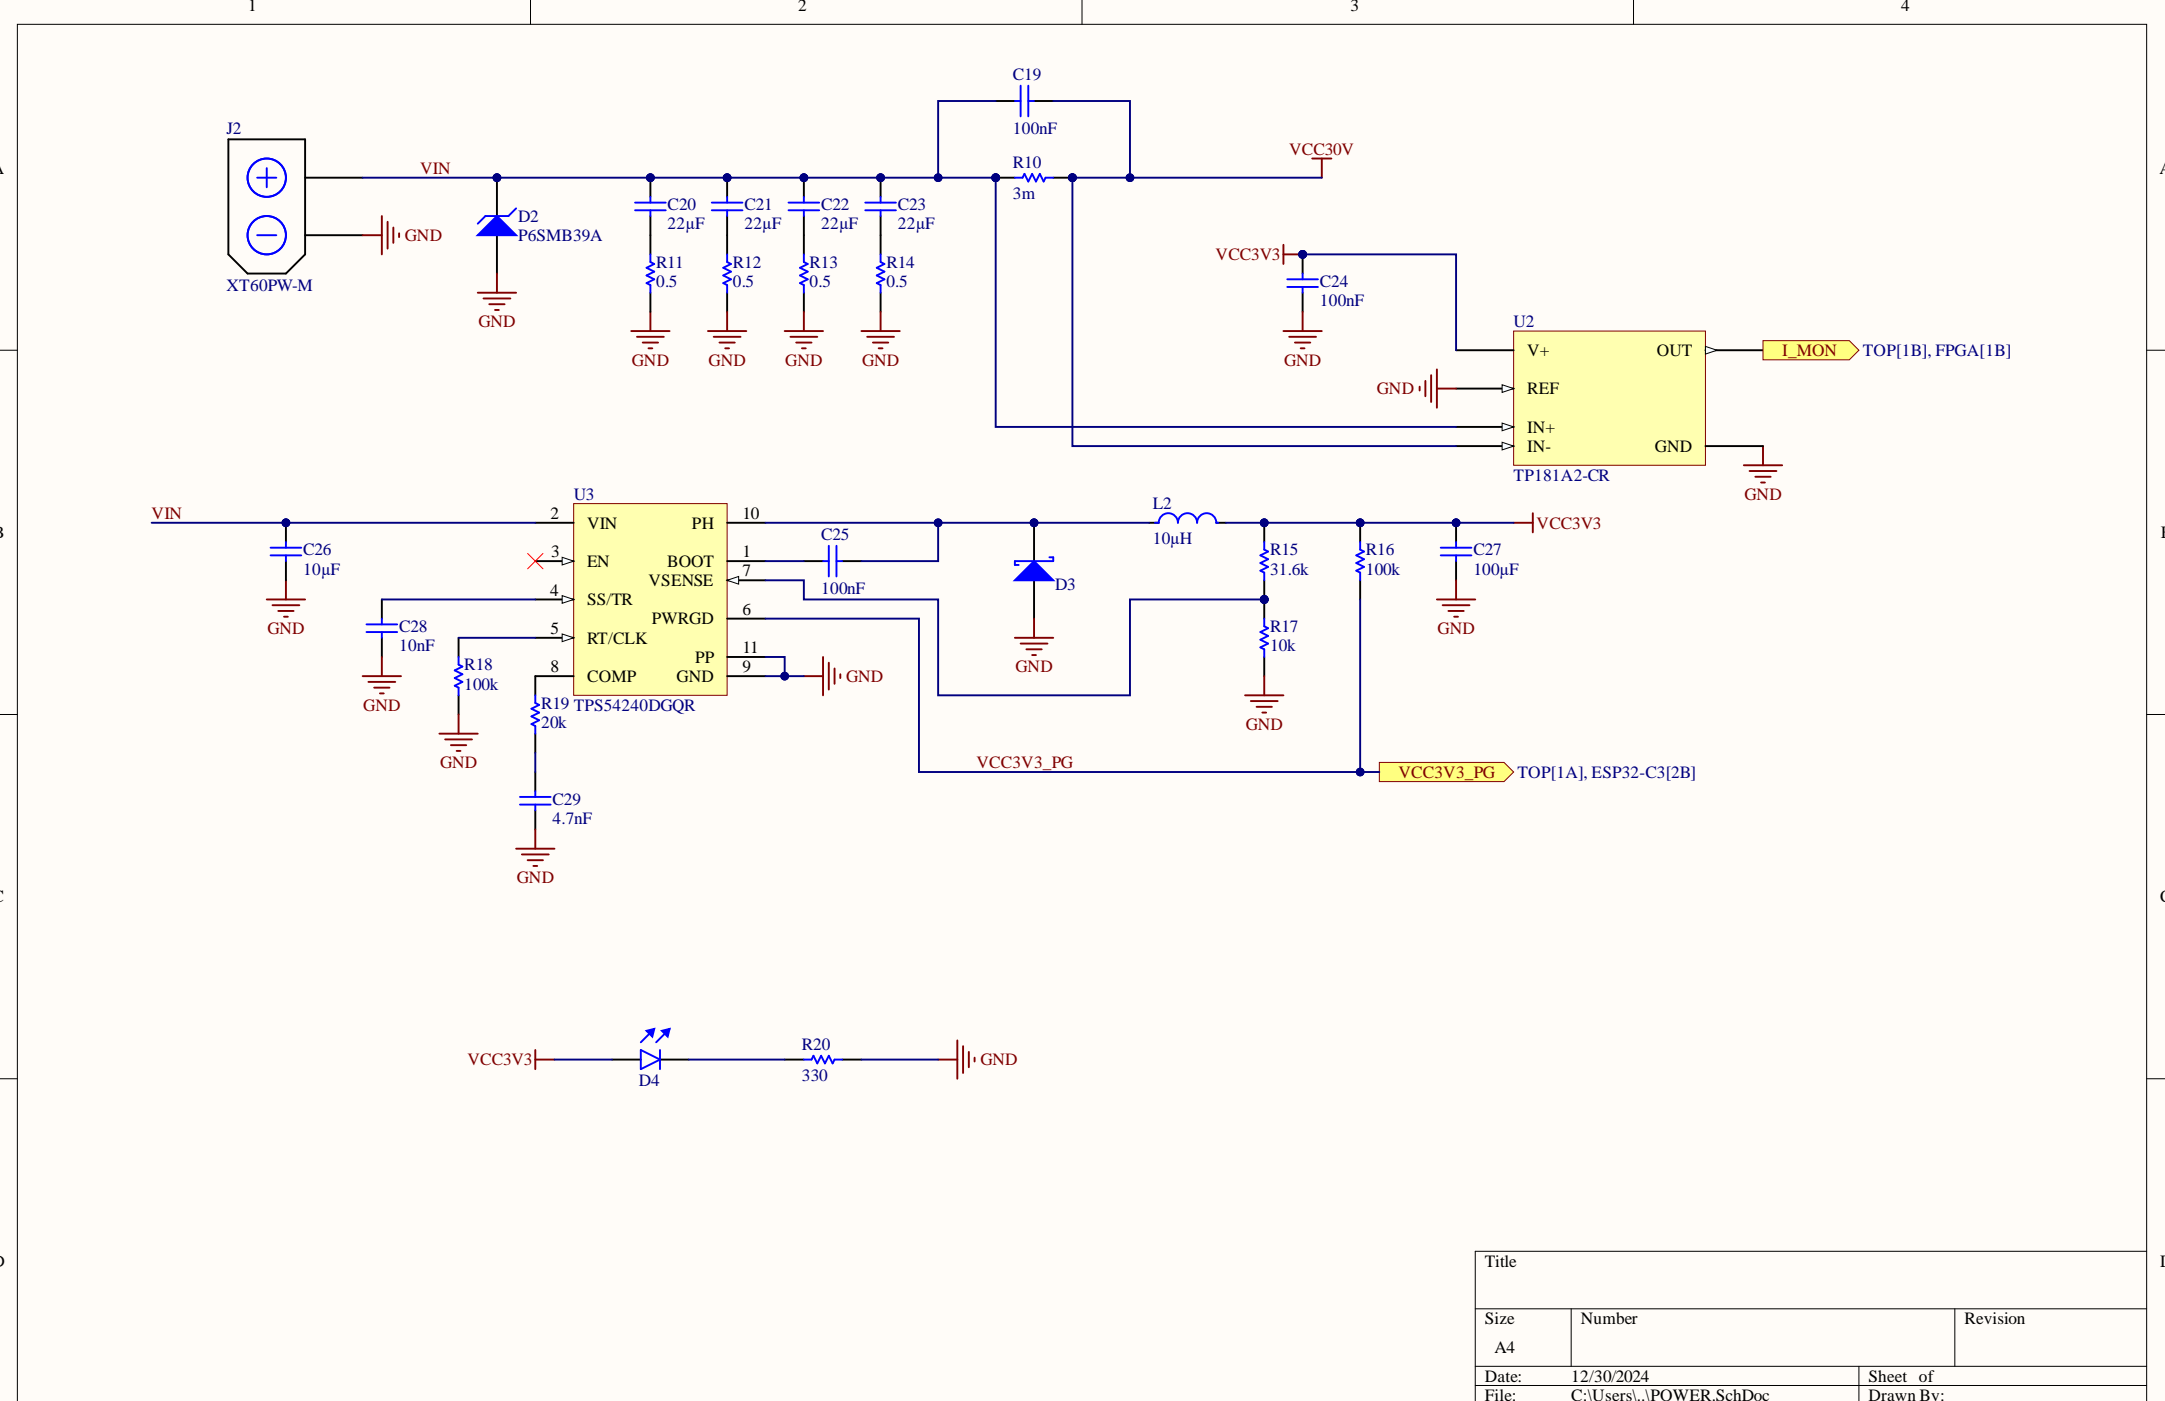 1
2
3
4
C19
100nF
J2
VIN
R10
3m
VCC30V
A
A
C20
22µF
C21
22µF
C22
22µF
C23
22µF
D2
P6SMB39A
GND
XT60PW-M
R11
0.5
R12
0.5
R13
0.5
R14
0.5
VCC3V3
C24
100nF
GND
GND
GND
GND
GND
GND
U2
V+
REF
IN+
IN-
OUT
GND
TP181A2-CR
GND
I_MON
TOP[1B], FPGA[1B]
GND
VIN
B
C26
10µF
GND
U3
2
VIN
3
EN
4
SS/TR
5
RT/CLK
8
COMP
PH
10
BOOT
1
VSENSE
7
PWRGD
6
PP
11
GND
9
TPS54240DGQR
C25
100nF
D3
GND
L2
10µH
R15
31.6k
R16
100k
C27
100µF
VCC3V3
GND
R17
10k
GND
GND
C28
10nF
GND
R18
100k
GND
R19
20k
C29
4.7nF
GND
VCC3V3_PG
VCC3V3_PG
TOP[1A], ESP32-C3[2B]
C
VCC3V3
D4
R20
330
GND
D
Title
Size
A4
Number
Revision
Date:
12/30/2024
Sheet of
File:
C:\Users\..\POWER.SchDoc
Drawn By: